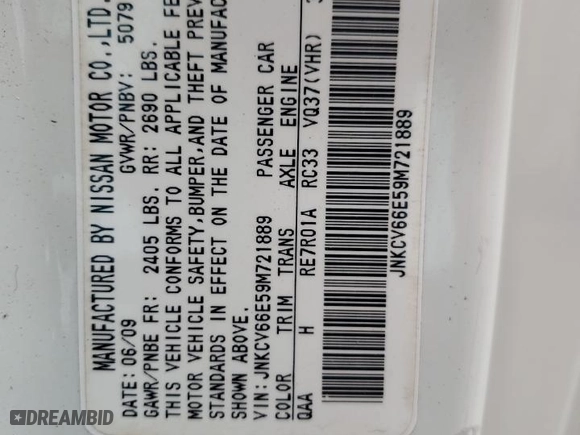 MANUFACTURED BY NISSAN MOTOR CO.,LTD.
DATE: 06/09 GVWR/PNBV: 5079
GAWR/PNBE FR: 2405 LBS. RR: 2690 LBS.
THIS VEHICLE CONFORMS TO ALL APPLICABLE
MOTOR VEHICLE SAFETY,BUMPER,AND THEFT
STANDARDS IN EFFECT ON THE DATE OF
SHOWN ABOVE.
VIN:JNKCV66E59M721889 PASSENGER CAR
COLOR TRIM TRANS AXLE ENGINE
QAA H RE7R01A RC33 VQ37(VHR)
JNKCV66E59M721889
DREAMBID